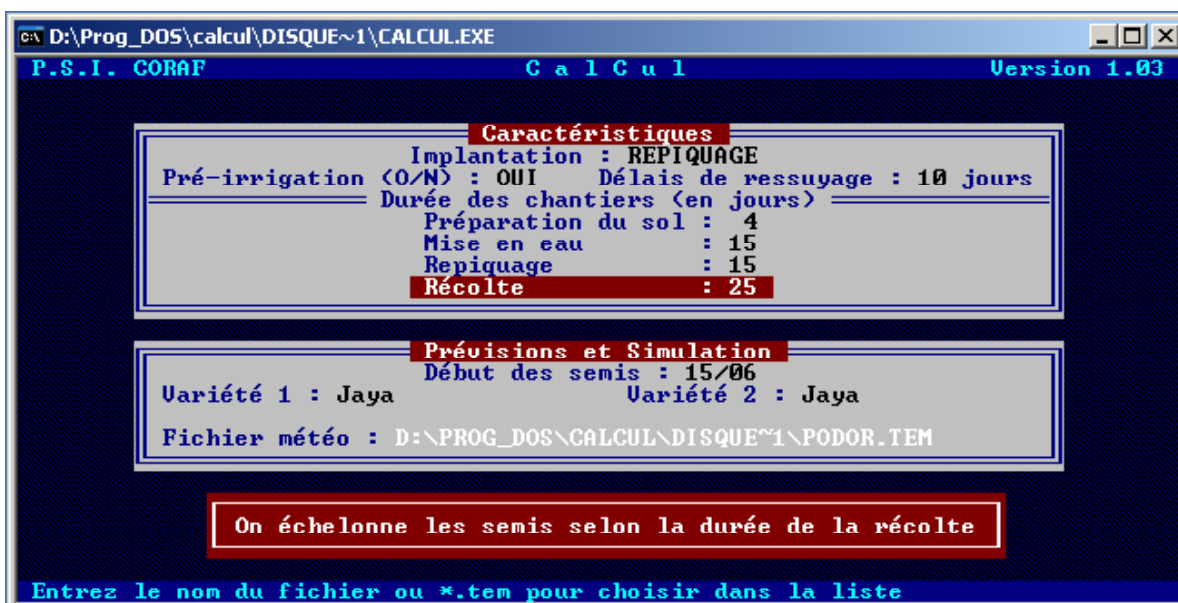 D:\Prog_DOS\calcul\DISQUE~1\CALCUL.EXE
P.S.I. CORAF C a l C u l Version 1.03
Caractéristiques
Implantation : REPIQUAGE
Pré-irrigation (O/N) : OUI Délais de ressuyage : 10 jours
Durée des chantiers (en jours)
Préparation du sol : 4
Mise en eau : 15
Repiquage : 15
Récolte : 25
Prévisions et Simulation
Début des semis : 15/06
Variété 1 : Jaya Variété 2 : Jaya
Fichier météo : D:\PROG_DOS\CALCUL\DISQUE~1\PODOR.TEM
On échelonne les semis selon la durée de la récolte
Entrez le nom du fichier ou *.tem pour choisir dans la liste